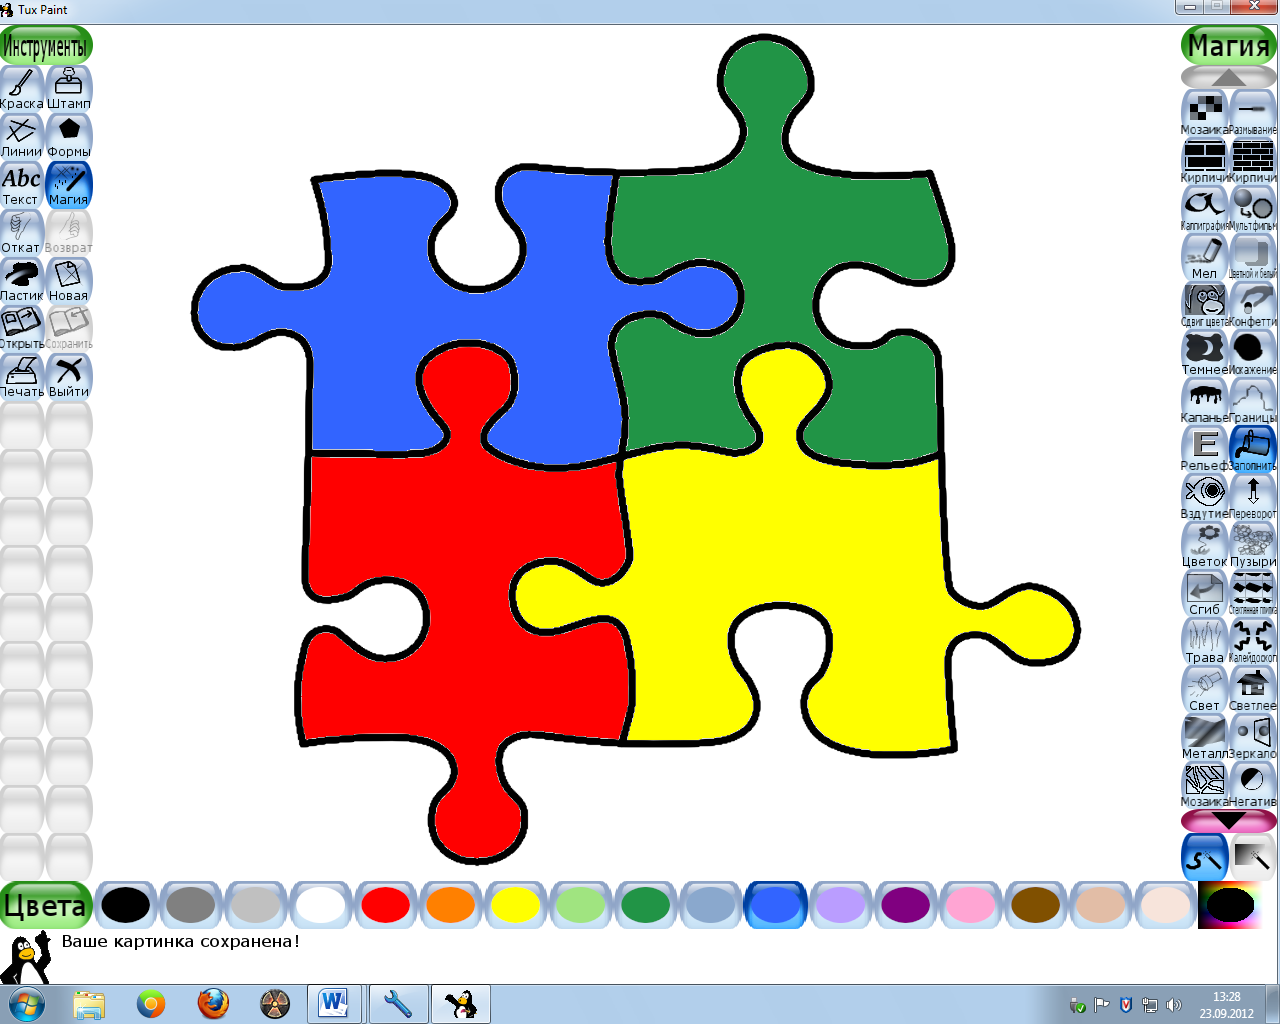 Tux Paint
Инструменты
Краска Штамп
Линии Формы
Abc
Текст Магия
Откат Возврат
Ластик Новая
Открыть Сохранить
Печать Выйти
Магия
Мозаика Размывание
Кирпичи Кирпичи
Каллиграфия Мультфильм
Мел Цветной и белый
Сдвиг цвета Конфетти
Темнее Искажение
Капанье Границы
E
Рельеф Заполнить
Вздутие Переворот
Цветок Пузыри
Сгиб Стеклянная плитка
Трава Калейдоскоп
Свет Светлее
Металл Зеркало
Мозаика Негатив
Цвета
Ваше картинка сохранена!
W
13:28
23.09.2012